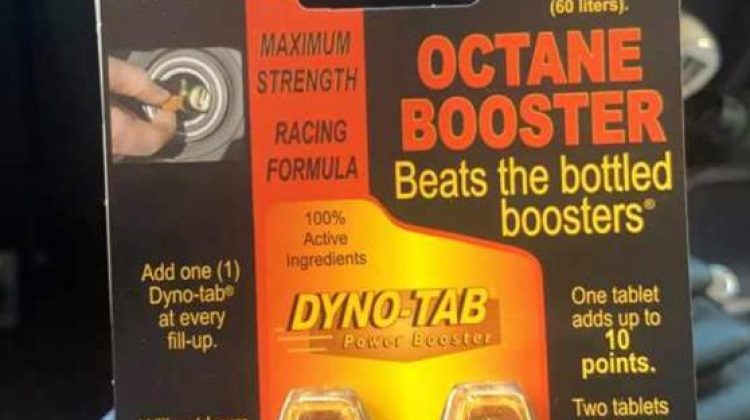 (60 liters).
MAXIMUM
STRENGTH
RACING
FORMULA
OCTANE
BOOSTER
Beats the bottled
boosters®
100%
Active
Ingredients
Add one (1)
Dyno-tab®
at every
fill-up.
DYNO-TAB
Power Booster
One tablet
adds up to
10
points.
Two tablets